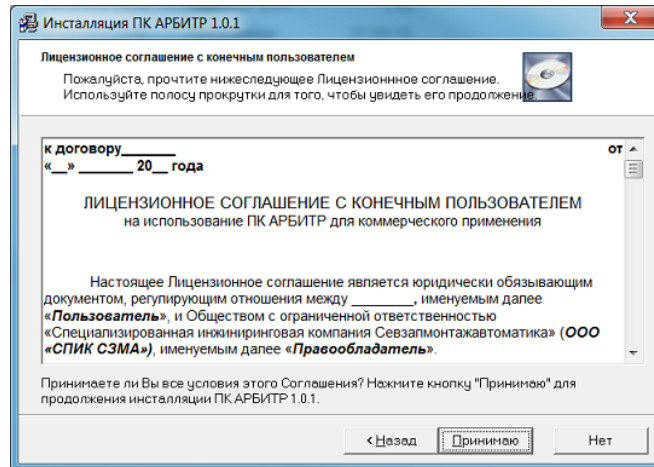 Инсталляция ПК АРБИТР 1.0.1
Лицензионное соглашение с конечным пользователем
Пожалуйста, прочтите нижеследующее Лицензионнное соглашение.
Используйте полосу прокрутки для того, чтобы увидеть его продолжение.
к договору_______ от
«__» _______ 20__ года
ЛИЦЕНЗИОННОЕ СОГЛАШЕНИЕ С КОНЕЧНЫМ ПОЛЬЗОВАТЕЛЕМ
на использование ПК АРБИТР для коммерческого применения
Настоящее Лицензионное соглашение является юридически обязывающим
документом, регулирующим отношения между ________, именуемым далее
«Пользователь», и Обществом с ограниченной ответственностью
«Специализированная инжиниринговая компания Севзапмонтажавтоматика» (ООО
«СПИК СЗМА»), именуемым далее «Правообладатель».
Принимаете ли Вы все условия этого Соглашения? Нажмите кнопку "Принимаю" для
продолжения инсталляции ПК АРБИТР 1.0.1.
< Назад Принимаю Нет